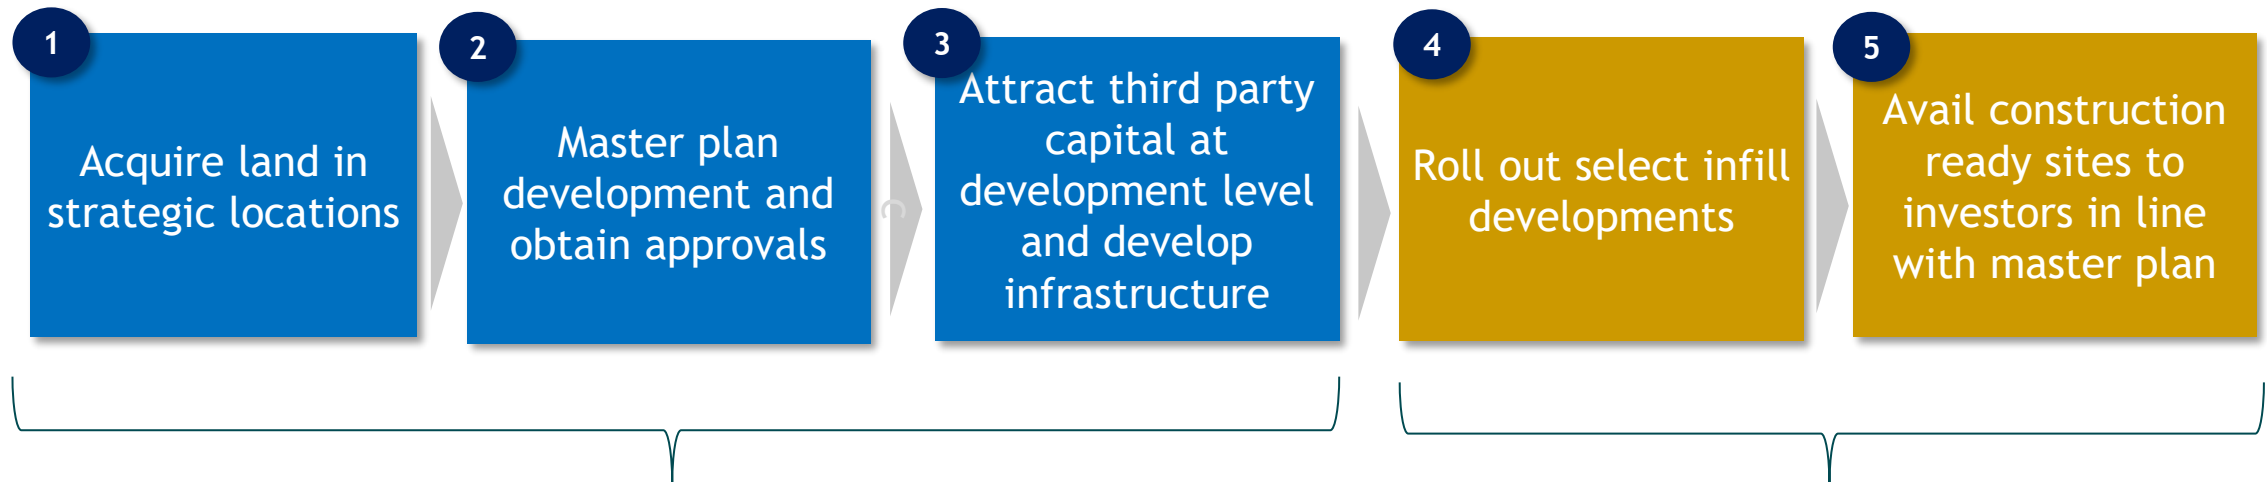 1
Acquire land in
strategic locations
2
Master plan
development and
obtain approvals
3
Attract third party
capital at
development level
and develop
infrastructure
4
Roll out select infill
developments
5
Avail construction
ready sites to
investors in line
with master plan